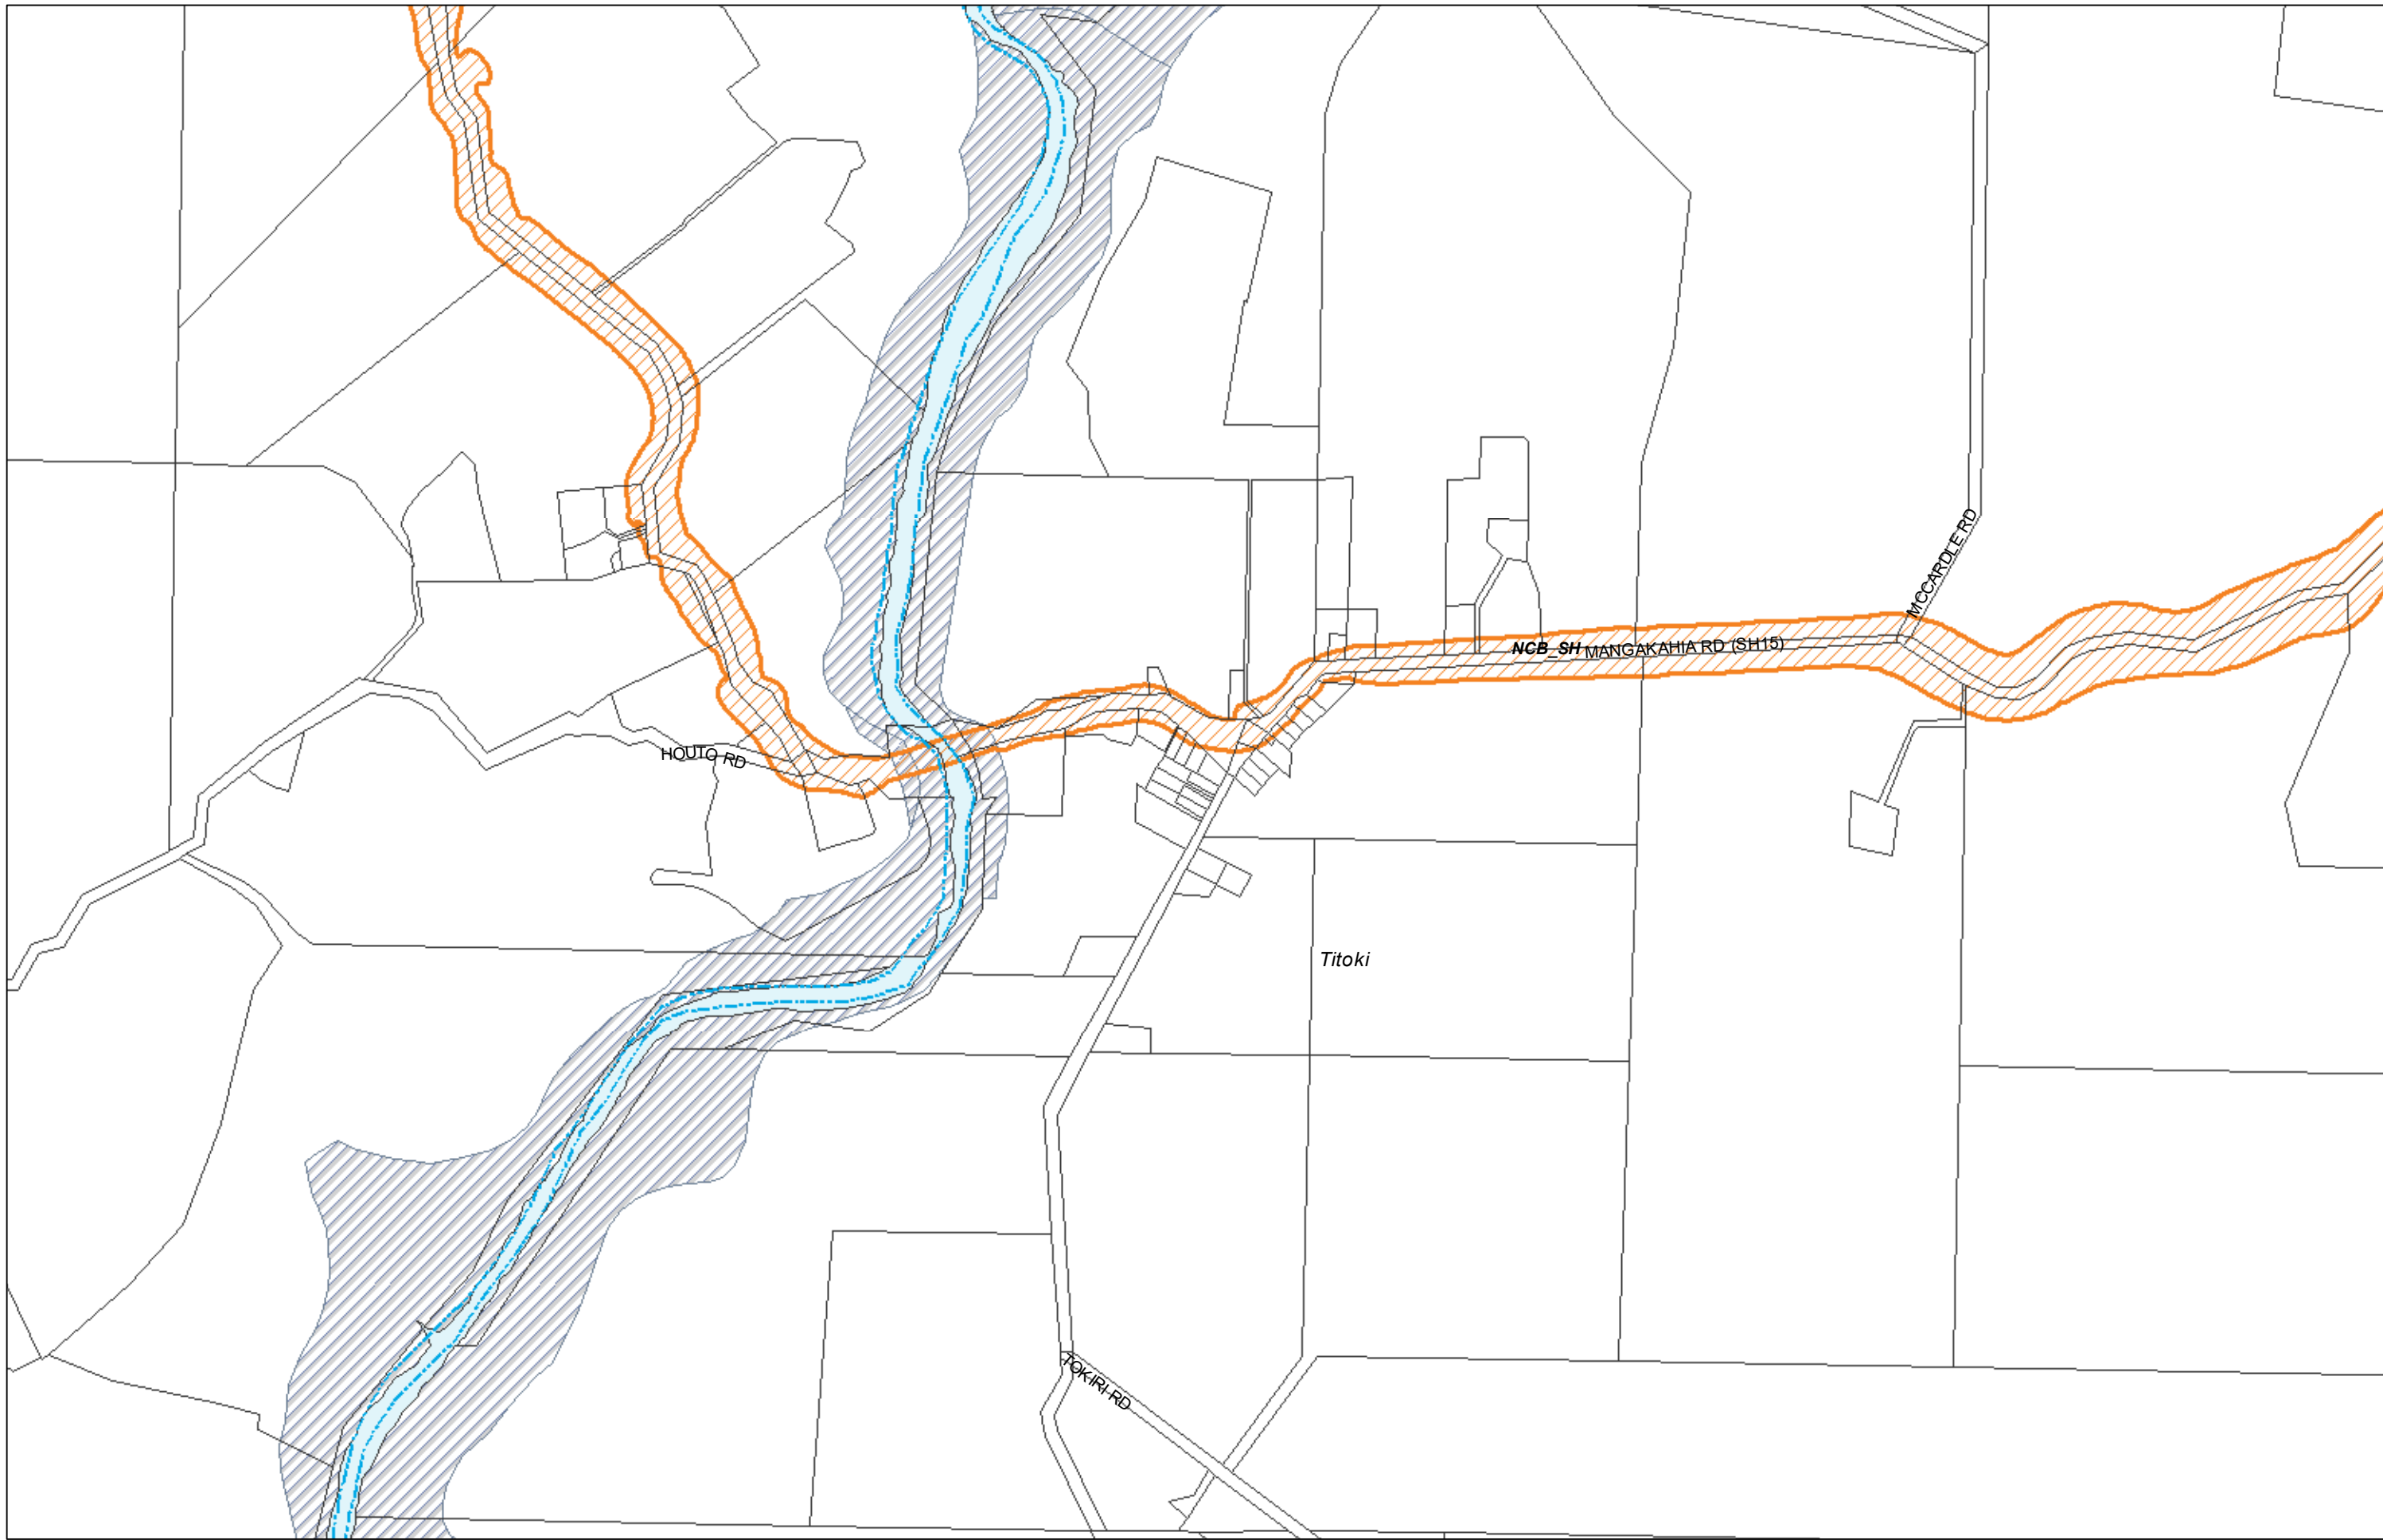 MCCARDLE RD
NCB_SH MANGAKAHIA RD (SH15)
HOUTO RD
Titoki
TOKIRI RD